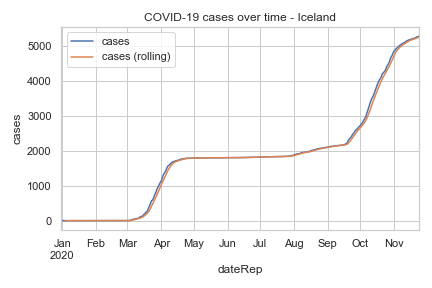 COVID-19 cases over time - Iceland
cases
cases (rolling)
5000
4000
3000
2000
1000
0
cases
Jan Feb Mar Apr May Jun Jul Aug Sep Oct Nov
2020
dateRep